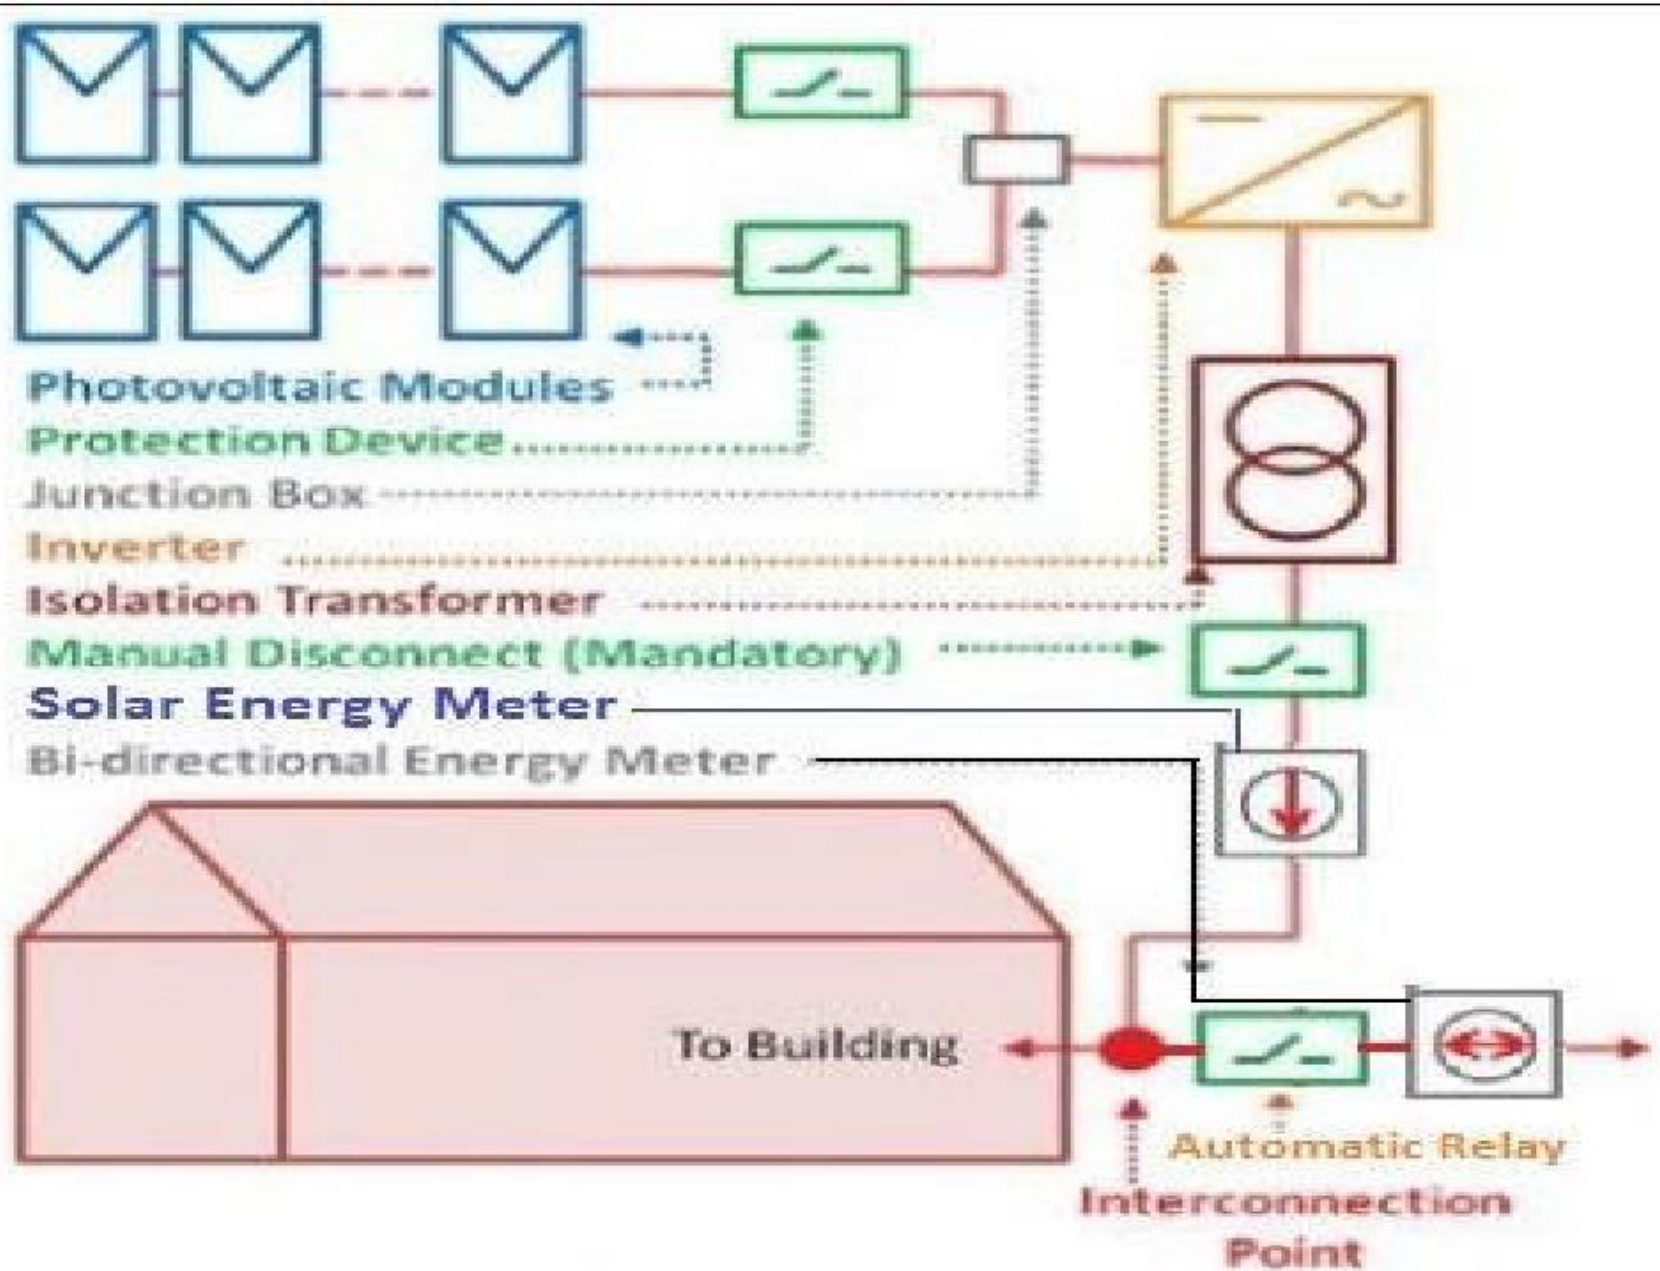 Photovoltaic Modules
Protection Device
Junction Box
Inverter
Isolation Transformer
Manual Disconnect (Mandatory)
Solar Energy Meter
Bi-directional Energy Meter
To Building
Automatic Relay
Interconnection
Point